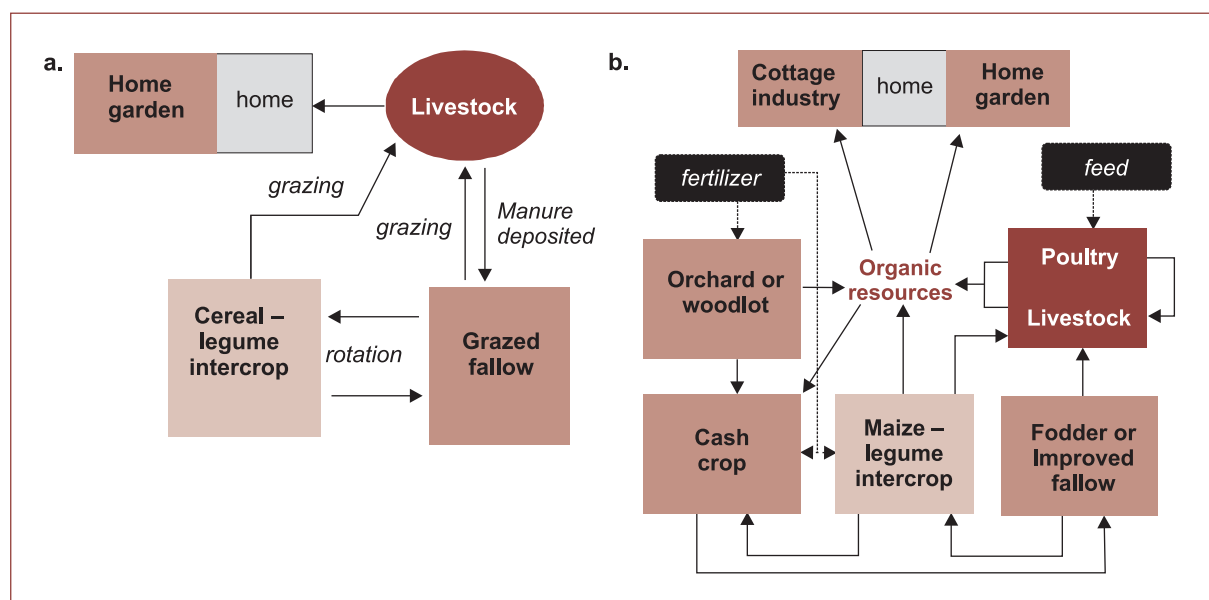 a.
Home
garden
home
Livestock
grazing
grazing
Manure
deposited
Cereal –
legume
intercrop
rotation
Grazed
fallow
b.
Cottage
industry
home
Home
garden
fertilizer
feed
Orchard or
woodlot
Organic
resources
Poultry
Livestock
Cash
crop
Maize –
legume
intercrop
Fodder or
Improved
fallow